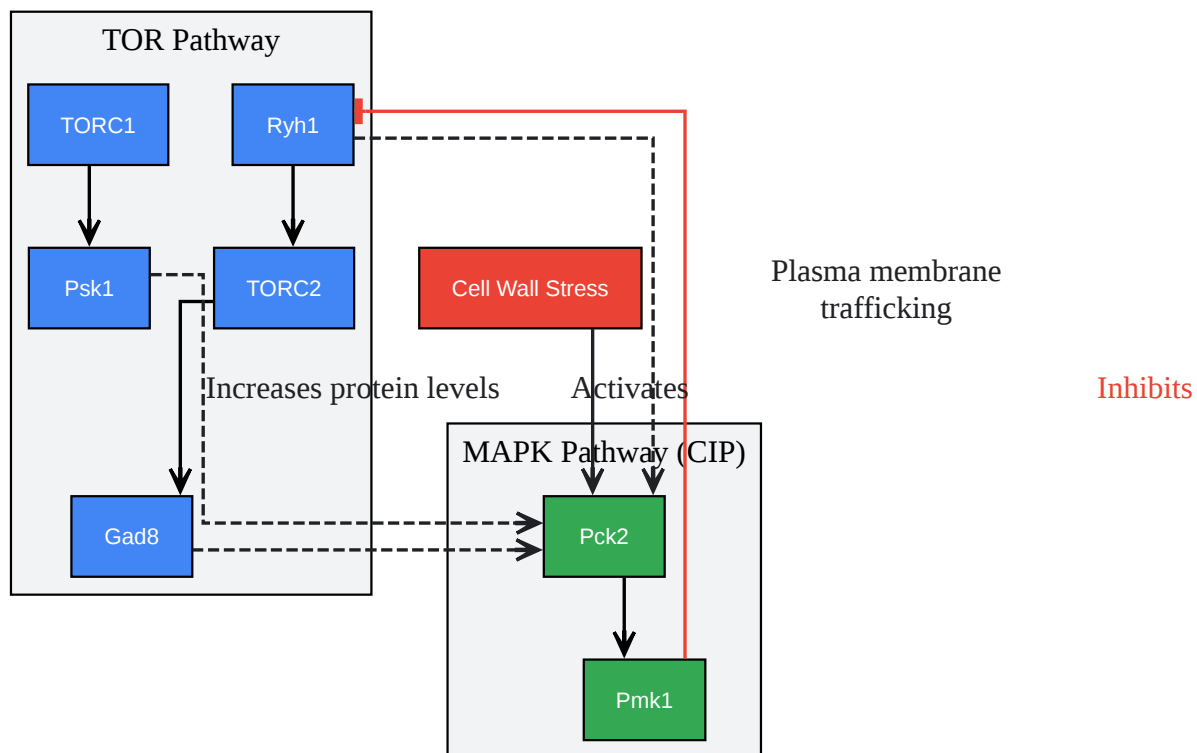 TOR Pathway
TORC1
Ryh1
Psk1
TORC2
Cell Wall Stress
Plasma membrane
trafficking
Increases protein levels
Activates
Inhibits
MAPK Pathway (CIP)
Gad8
Pck2
Pmk1